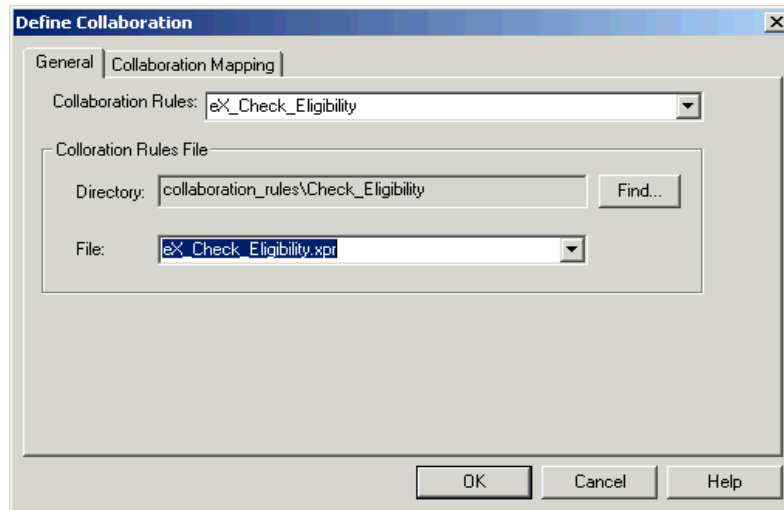 Define Collaboration
General Collaboration Mapping
Collaboration Rules: eX_Check_Eligibility
Colloration Rules File
Directory: collaboration_rules\Check_Eligibility Find...
File: eX_Check_Eligibility.xpr
OK Cancel Help